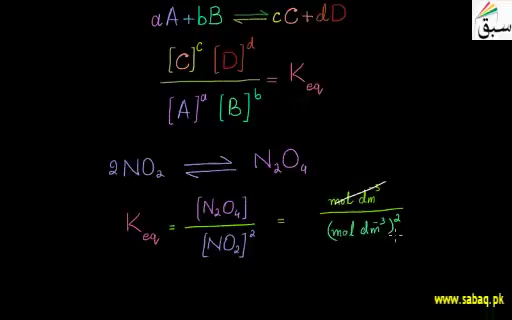 سبق
aA + bB ⇌ cC + dD
[C]ᶜ [D]ᵈ / [A]ᵃ [B]ᵇ = K_eq
2NO₂ ⇌ N₂O₄
K_eq = [N₂O₄] / [NO₂]² = mol dm⁻³ / (mol dm⁻³)²
www.sabaq.pk